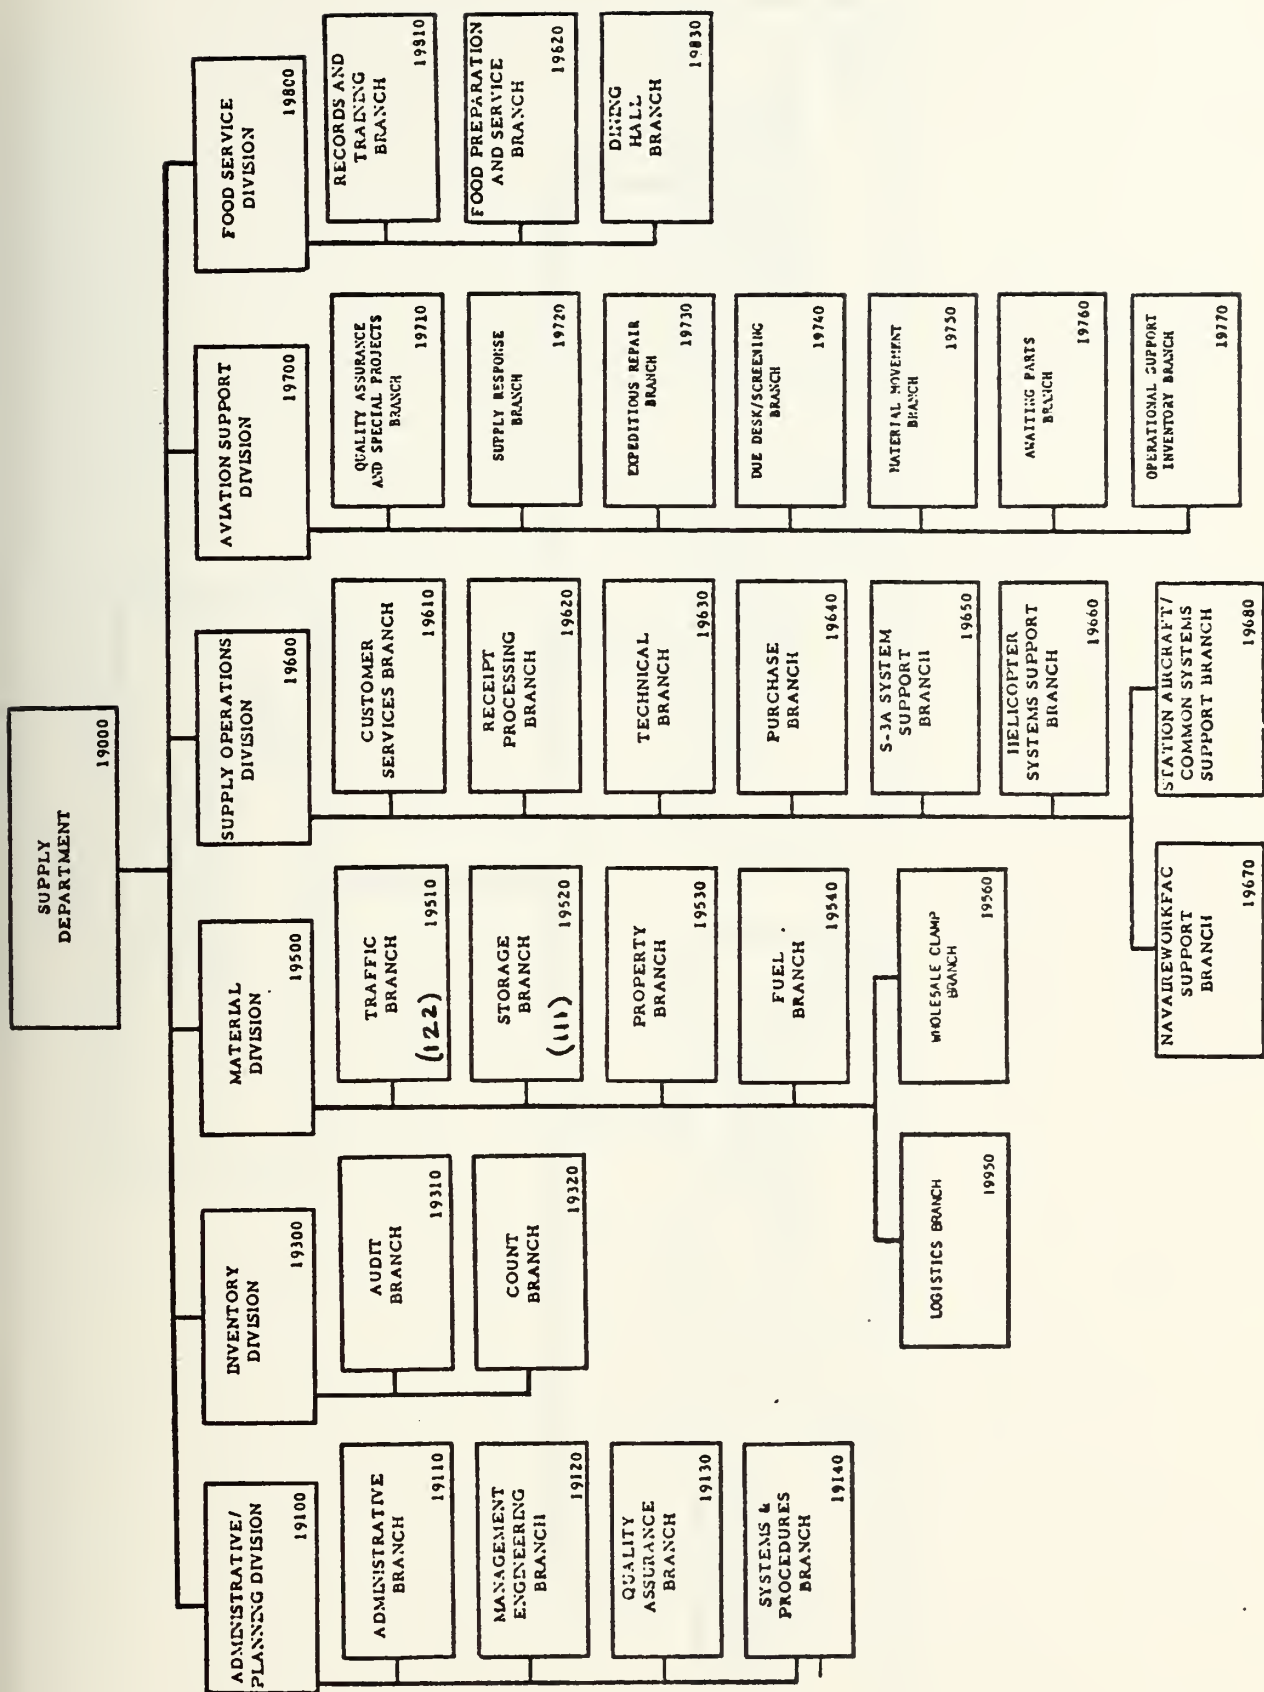 SUPPLY
DEPARTMENT
19000
ADMINISTRATIVE/
PLANNING DIVISION
19100
ADMINISTRATIVE
BRANCH
19110
MANAGEMENT
ENGINEERING
BRANCH
19120
QUALITY
ASSURANCE
BRANCH
19130
SYSTEMS &
PROCEDURES
BRANCH
19140
INVENTORY
DIVISION
19300
AUDIT
BRANCH
19310
COUNT
BRANCH
19320
MATERIAL
DIVISION
19500
TRAFFIC
BRANCH
(122)
19510
STORAGE
BRANCH
(111)
19520
PROPERTY
BRANCH
19530
FUEL
BRANCH
19540
LOGISTICS BRANCH
19950
WHOLESALE CLAMP
BRANCH
19560
SUPPLY OPERATIONS
DIVISION
19600
CUSTOMER
SERVICES BRANCH
19610
RECEIPT
PROCESSING
BRANCH
19620
TECHNICAL
BRANCH
19630
PURCHASE
BRANCH
19640
S-3A SYSTEM
SUPPORT
BRANCH
19650
HELICOPTER
SYSTEMS SUPPORT
BRANCH
19660
NAVAIREWORKFAC
SUPPORT
BRANCH
19670
STATION AIRCRAFT/
COMMON SYSTEMS
SUPPORT BRANCH
19680
AVIATION SUPPORT
DIVISION
19700
QUALITY ASSURANCE
AND SPECIAL PROJECTS
BRANCH
19710
SUPPLY RESPONSE
BRANCH
19720
EXPEDITIOUS REPAIR
BRANCH
19730
DUE DESK/SCREENING
BRANCH
19740
MATERIAL MOVEMENT
BRANCH
19750
AWAITING PARTS
BRANCH
19760
OPERATIONAL SUPPORT
INVENTORY BRANCH
19770
FOOD SERVICE
DIVISION
19800
RECORDS AND
TRAINING
BRANCH
19810
FOOD PREPARATION
AND SERVICE
BRANCH
19620
DINING
HALL
BRANCH
19830